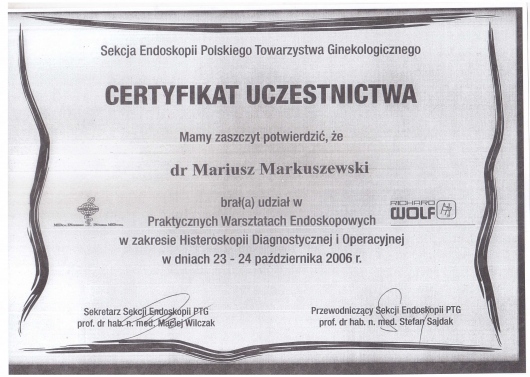 Sekcja Endoskopii Polskiego Towarzystwa Ginekologicznego
CERTYFIKAT UCZESTNICTWA
Mamy zaszczyt potwierdzić, że
dr Mariusz Markuszewski
brał(a) udział w
RICHARD
WOLF
Praktycznych Warsztatach Endoskopowych
w zakresie Histeroskopii Diagnostycznej i Operacyjnej
w dniach 23 - 24 października 2006 r.
Sekretarz Sekcji Endoskopii PTG
prof. dr hab. n. med. Maciej Wilczak
Przewodniczący Sekcji Endoskopii PTG
prof. dr hab. n. med. Stefan Sajdak